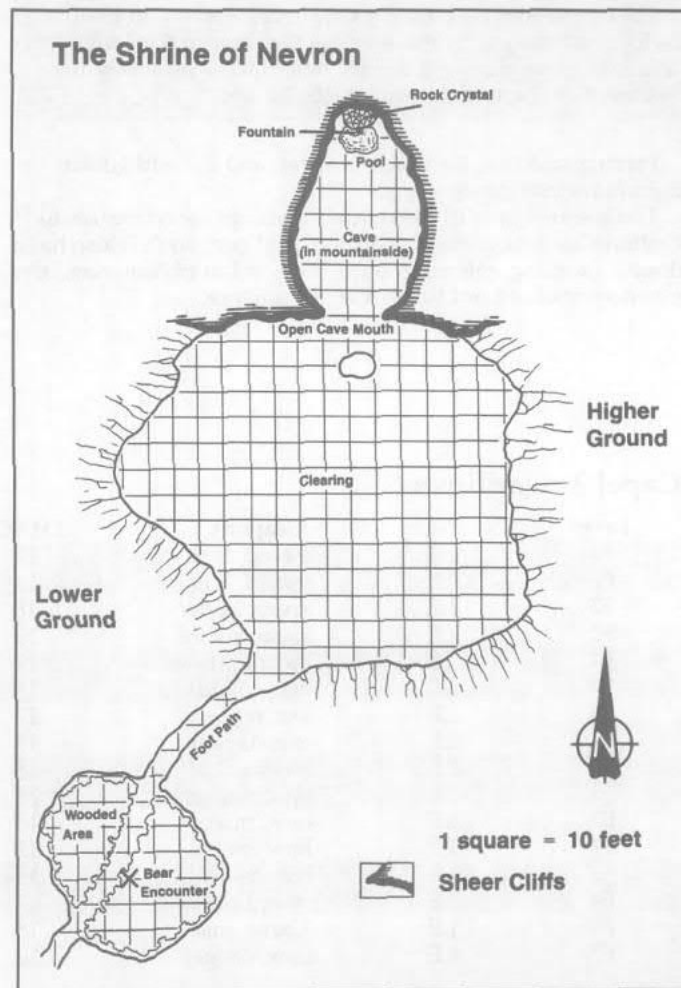 The Shrine of Nevron
Rock Crystal
Fountain
Pool
Cave
(in mountainside)
Open Cave Mouth
Higher
Ground
Clearing
Lower
Ground
Foot Path
N
Wooded
Area
Bear
Encounter
1 square = 10 feet
Sheer Cliffs